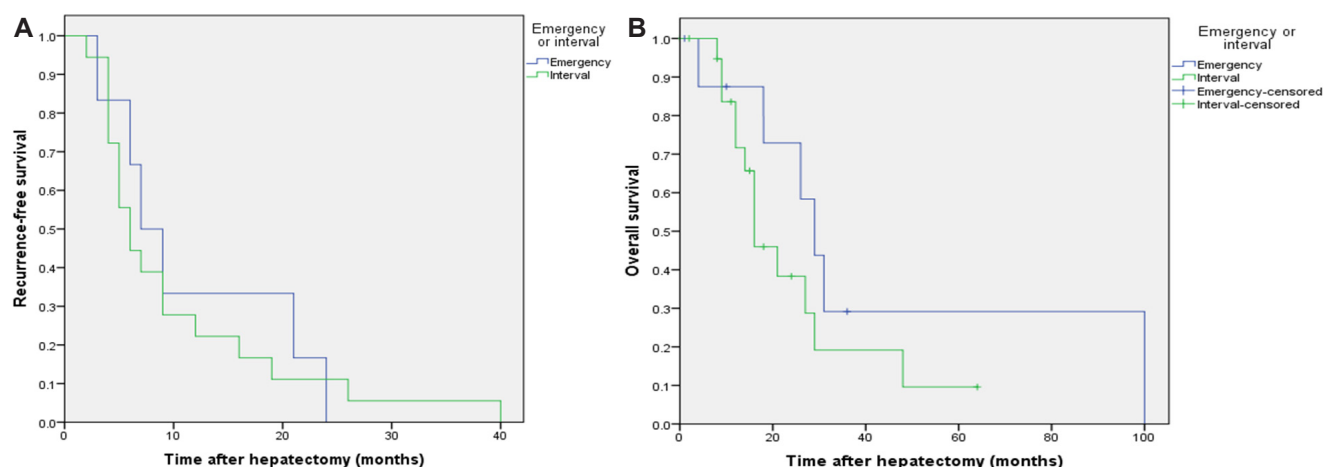 A
Emergency
or interval
Emergency
Interval
Recurrence-free survival
1.0
0.9
0.8
0.7
0.6
0.5
0.4
0.3
0.2
0.1
0.0
0 10 20 30 40
Time after hepatectomy (months)
B
Emergency or
interval
Emergency
Interval
Emergency-censored
Interval-censored
Overall survival
1.0
0.9
0.8
0.7
0.6
0.5
0.4
0.3
0.2
0.1
0.0
0 20 40 60 80 100
Time after hepatectomy (months)